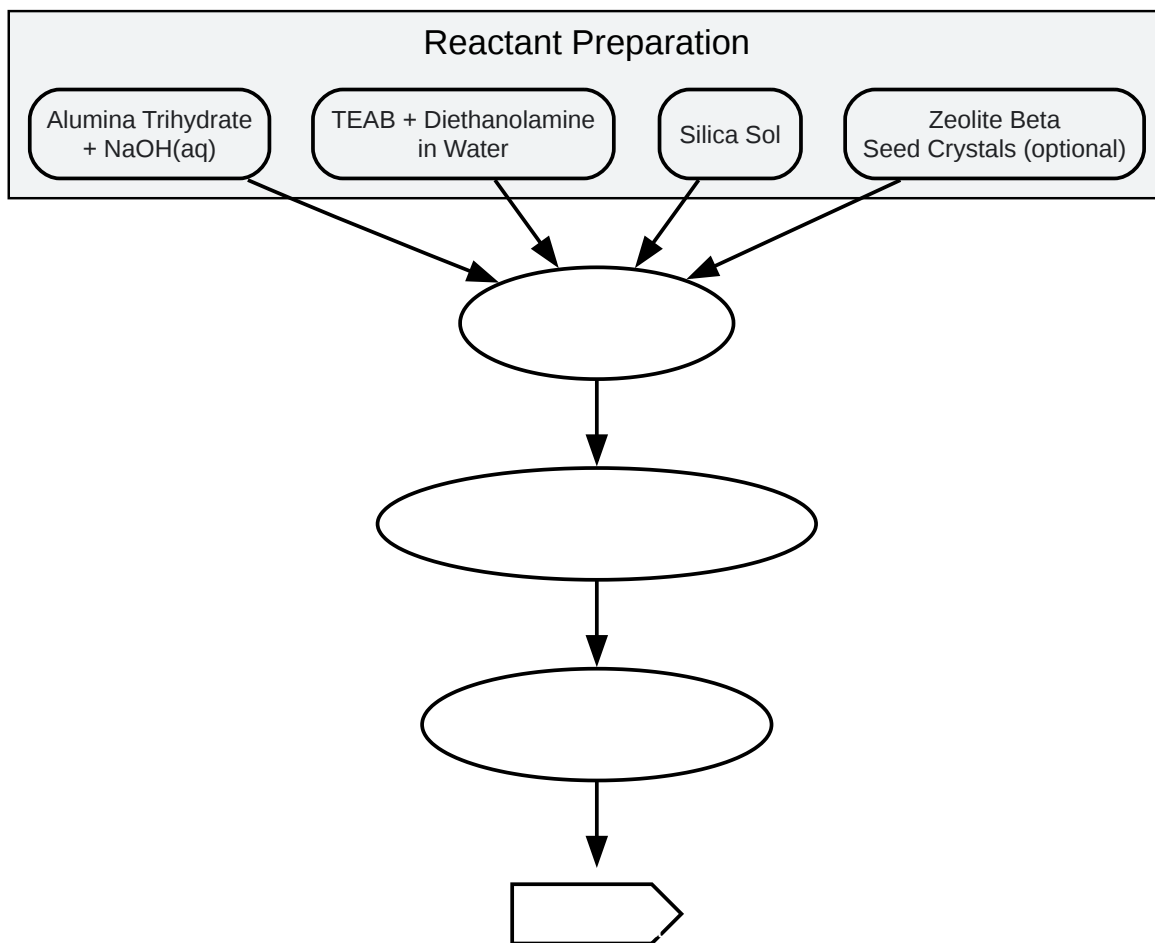 Reactant Preparation
Alumina Trihydrate
+ NaOH(aq)
TEAB + Diethanolamine
in Water
Silica Sol
Zeolite Beta
Seed Crystals (optional)